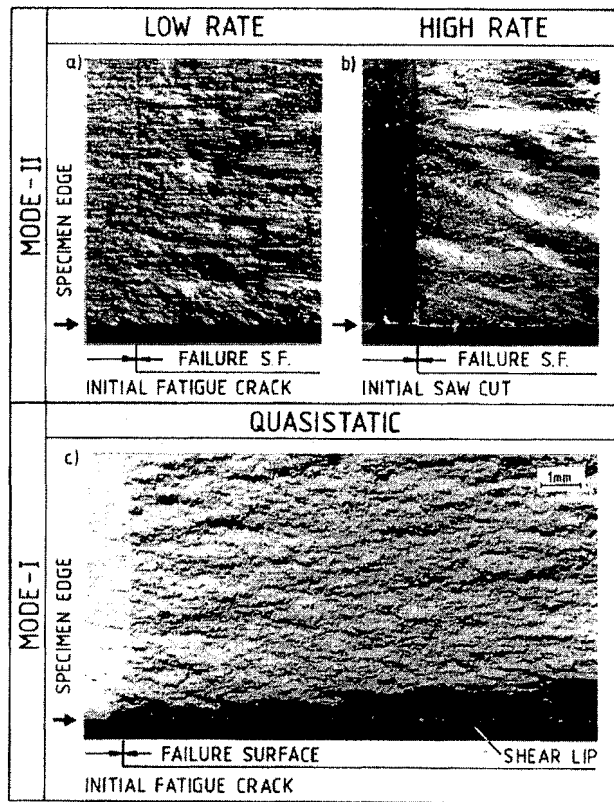 LOW RATE
HIGH RATE
MODE-II
a)
b)
SPECIMEN EDGE
FAILURE S.F.
FAILURE S.F.
INITIAL FATIGUE CRACK
INITIAL SAW CUT
QUASISTATIC
MODE-I
c)
1mm
SPECIMEN EDGE
FAILURE SURFACE
SHEAR LIP
INITIAL FATIGUE CRACK